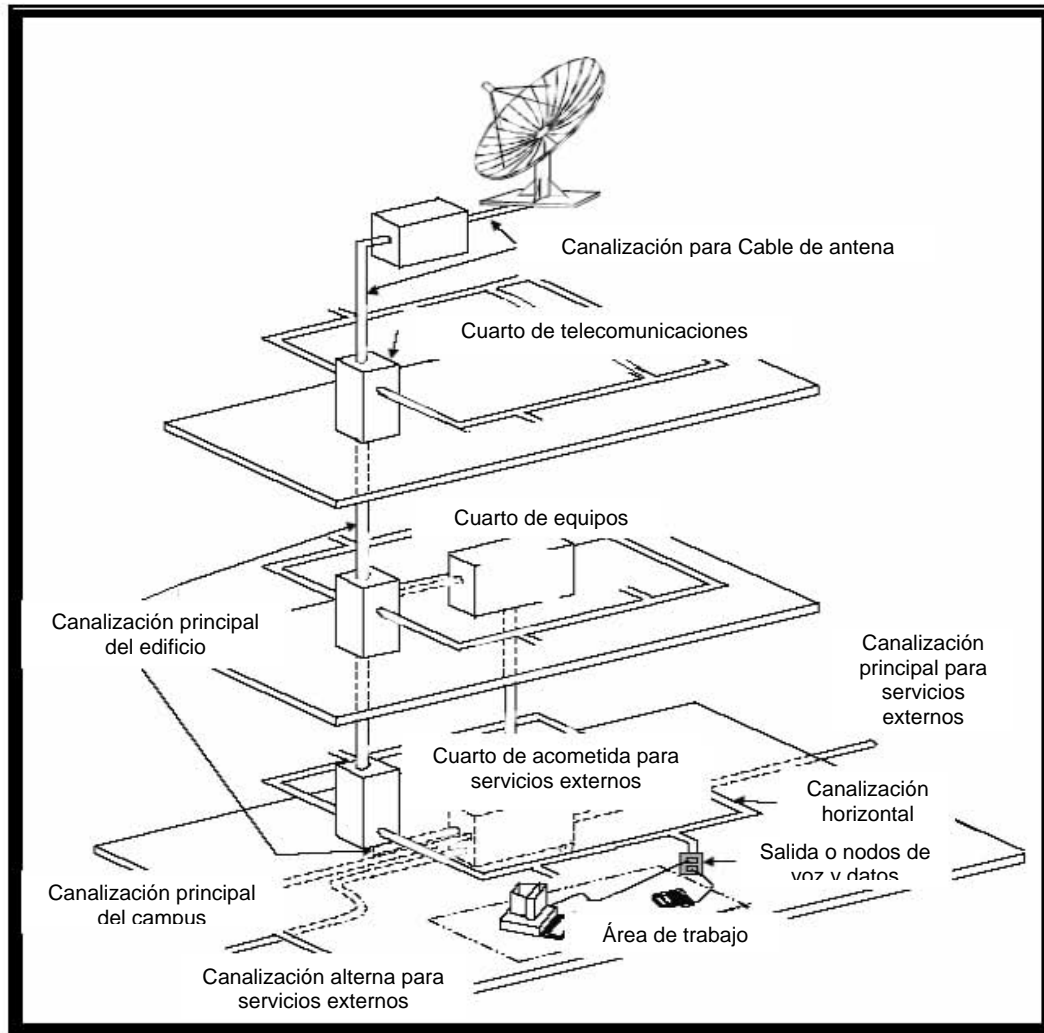 Canalización para Cable de antena
Cuarto de telecomunicaciones
Cuarto de equipos
Canalización principal
del edificio
Canalización
principal para
servicios
externos
Cuarto de acometida para
servicios externos
Canalización
horizontal
Salida o nodos de
voz y datos
Canalización principal
del campus
Área de trabajo
Canalización alterna para
servicios externos